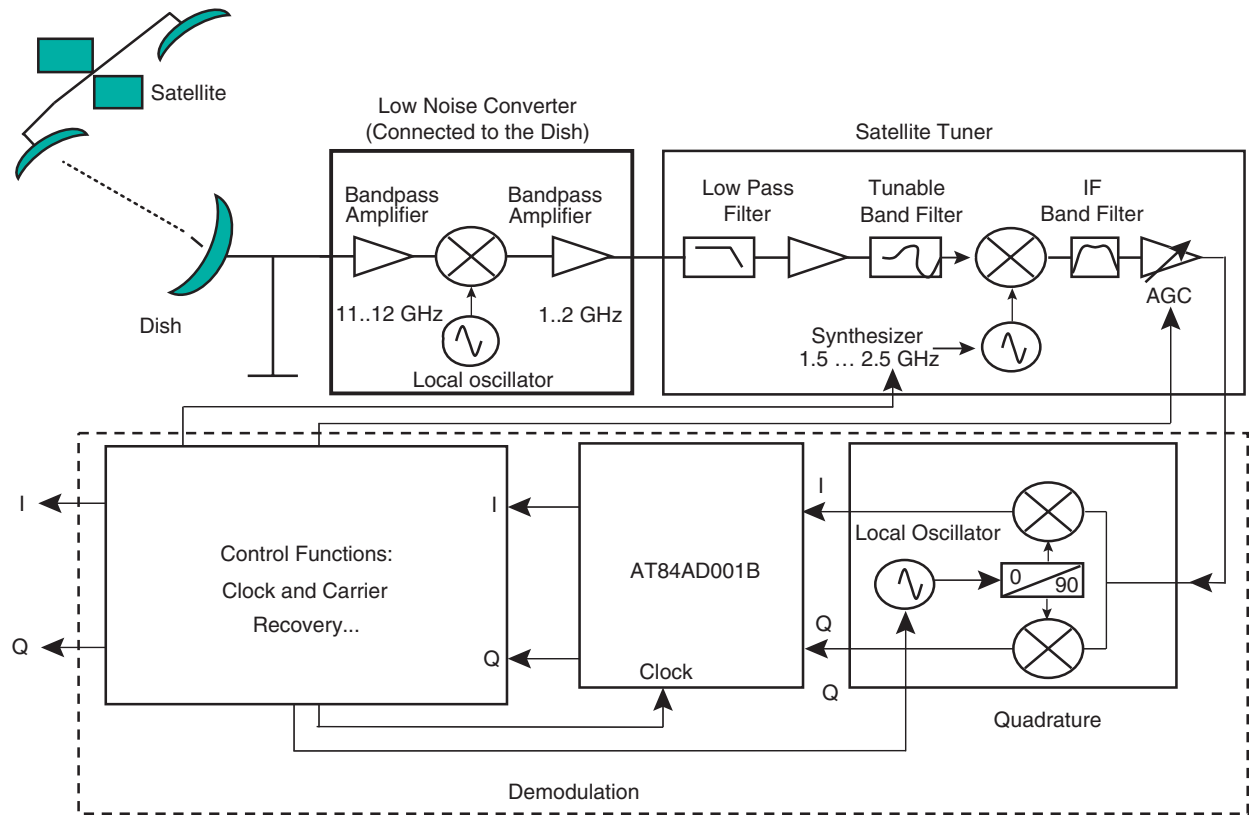 Satellite
Dish
Low Noise Converter
(Connected to the Dish)
Bandpass
Amplifier
Bandpass
Amplifier
11..12 GHz
1..2 GHz
Local oscillator
Satellite Tuner
Low Pass
Filter
Tunable
Band Filter
IF
Band Filter
AGC
Synthesizer
1.5 ... 2.5 GHz
I
Q
Control Functions:
Clock and Carrier
Recovery...
I
Q
AT84AD001B
Clock
I
Q
Q
Local Oscillator
0
90
Quadrature
Demodulation